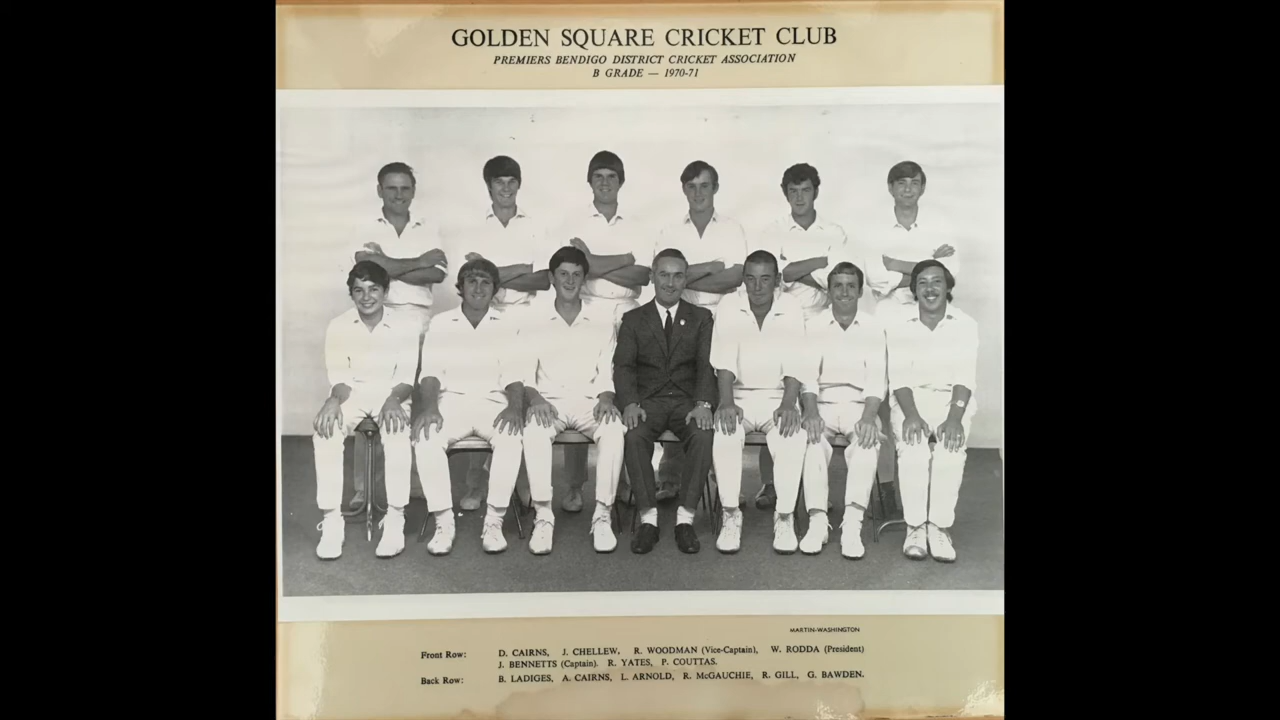 GOLDEN SQUARE CRICKET CLUB
PREMIERS BENDIGO DISTRICT CRICKET ASSOCIATION
B GRADE — 1970-71
MARTIN-WASHINGTON
Front Row: D. CAIRNS, J. CHELLEW, R. WOODMAN (Vice-Captain), W. RODDA (President)
J. BENNETTS (Captain). R. YATES, P. COUTTAS.
Back Row: B. LADIGES, A. CAIRNS, L. ARNOLD, R. McGAUCHIE, R. GILL, G. BAWDEN.